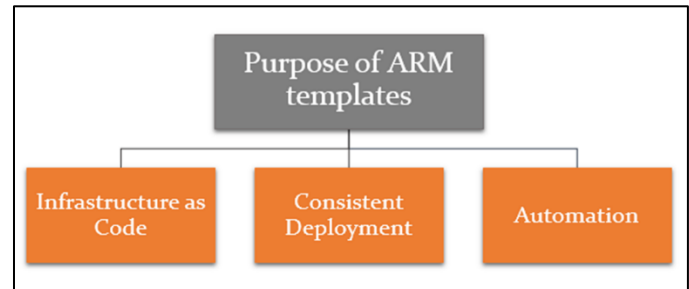 Purpose of ARM
templates
Infrastructure as
Code
Consistent
Deployment
Automation